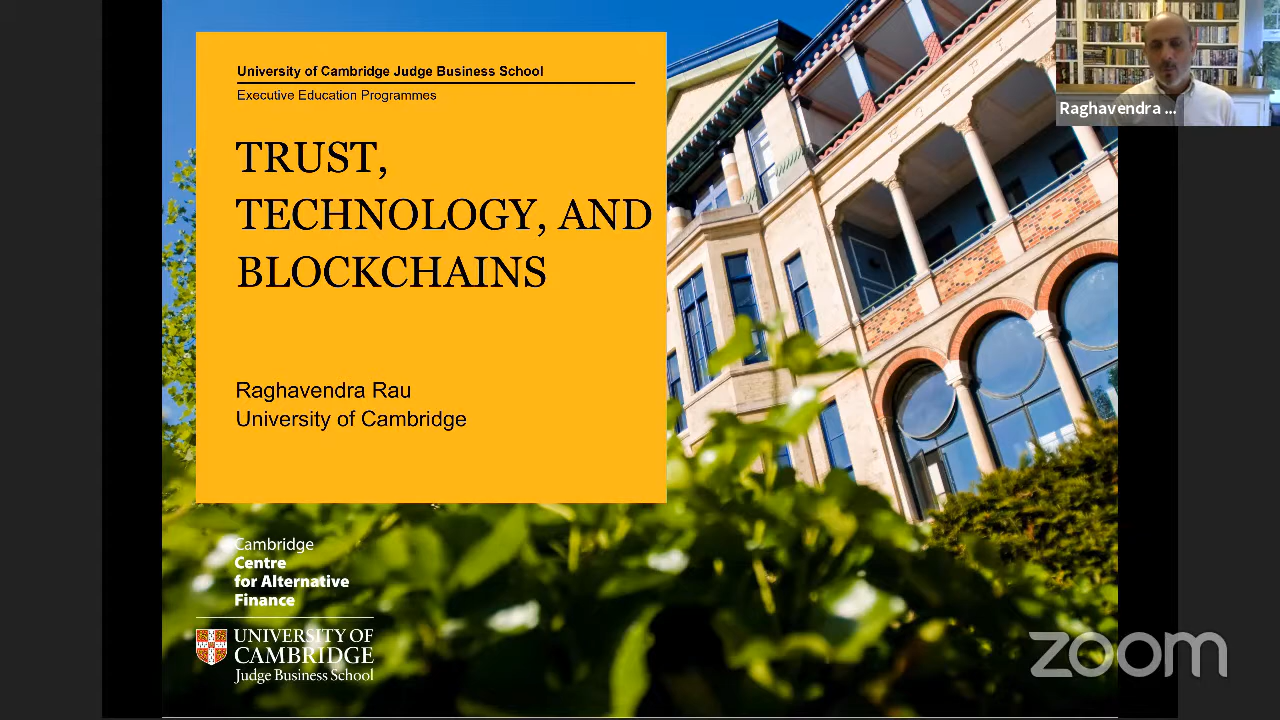 University of Cambridge Judge Business School
Executive Education Programmes
TRUST,
TECHNOLOGY, AND
BLOCKCHAINS
Raghavendra Rau
University of Cambridge
Cambridge
Centre
for Alternative
Finance
UNIVERSITY OF
CAMBRIDGE
Judge Business School
Raghavendra ...
zoom